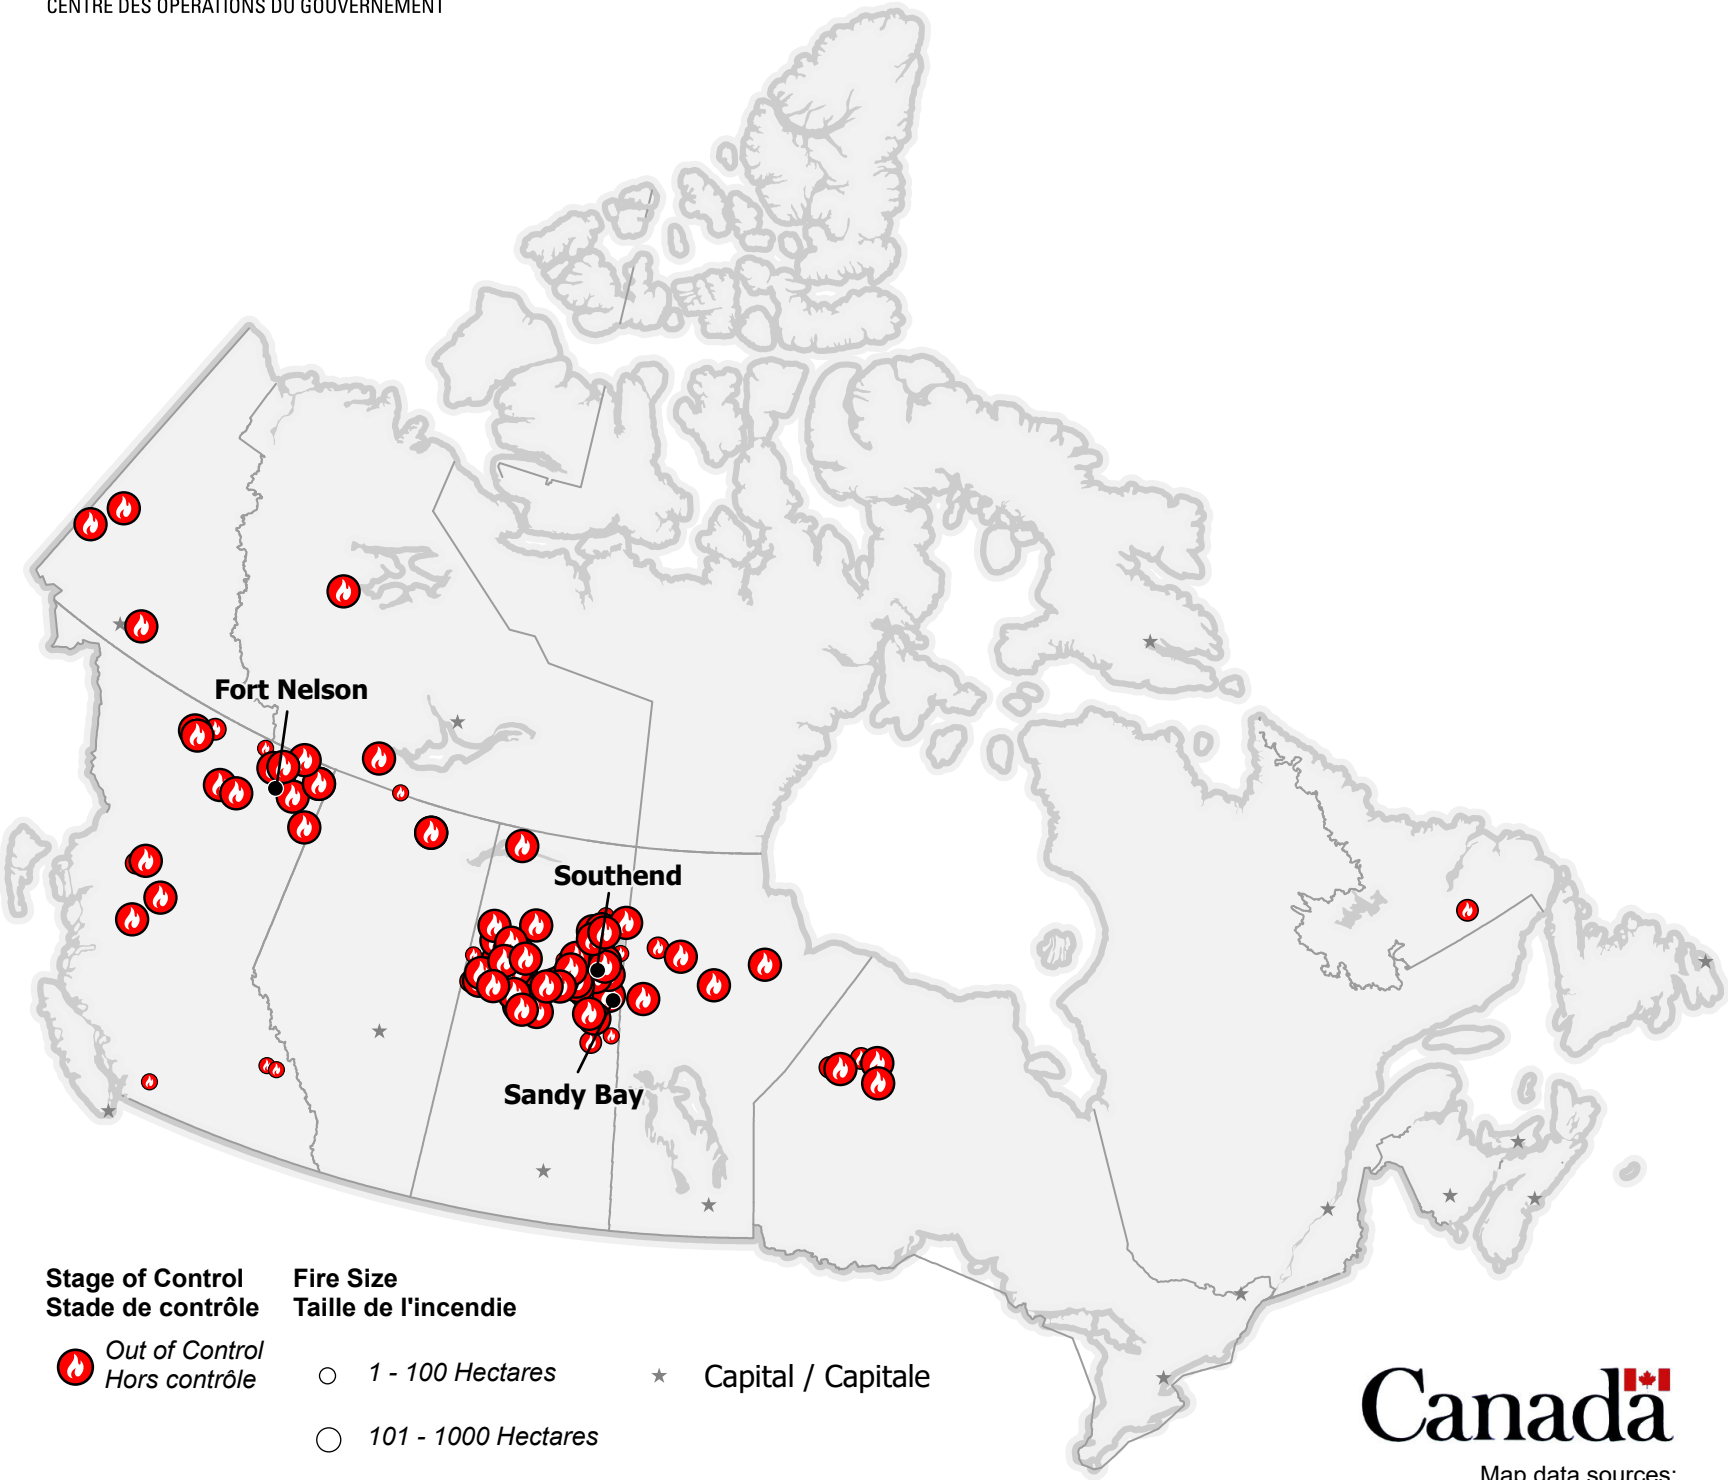 CENTRE DES OPÉRATIONS DU GOUVERNEMENT
Fort Nelson
Southend
Sandy Bay
Stage of Control
Stade de contrôle
Out of Control
Hors contrôle
Fire Size
Taille de l'incendie
1 - 100 Hectares
101 - 1000 Hectares
Capital / Capitale
Canada
Map data sources: